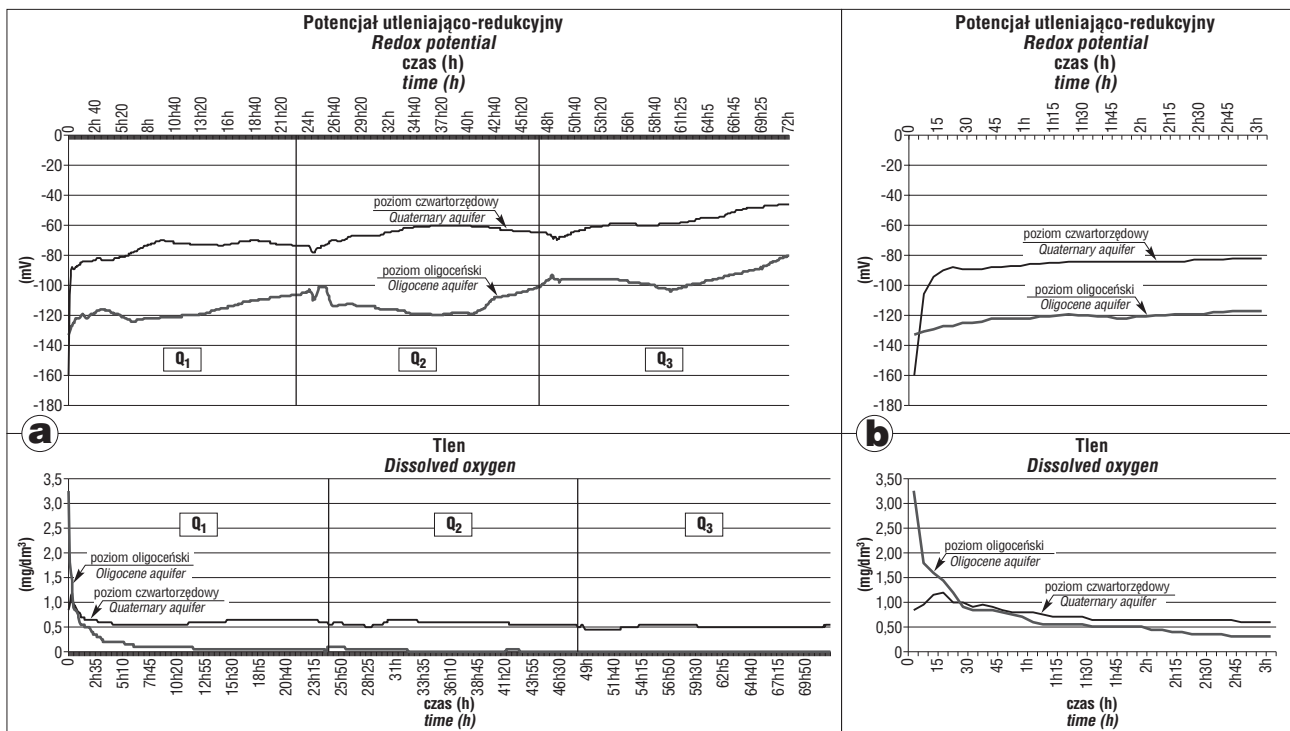 Potencjał utleniająco-redukcyjny
Redox potential
czas (h)
time (h)
0 2h 40 5h20 8h 10h40 13h20 16h 18h40 21h20 24h 26h40 29h20 32h 34h40 37h20 40h 42h40 45h20 48h 50h40 53h20 56h 58h40 61h25 64h5 66h45 69h25 72h
0
-20
-40
-60
-80
-100
-120
-140
-160
-180
(mV)
poziom czwartorzędowy
Quaternary aquifer
poziom oligoceński
Oligocene aquifer
Q1
Q2
Q3
a
Tlen
Dissolved oxygen
3,5
3,0
2,5
2,0
1,5
1,0
0,5
0
(mg/dm3)
Q1
Q2
Q3
poziom oligoceński
Oligocene aquifer
poziom czwartorzędowy
Quaternary aquifer
0 2h35 5h10 7h45 10h20 12h55 15h30 18h5 20h40 23h15 25h50 28h25 31h 33h35 36h10 38h45 41h20 43h55 46h30 49h 51h40 54h15 56h50 59h30 62h5 64h40 67h15 69h50
czas (h)
time (h)
Potencjał utleniająco-redukcyjny
Redox potential
czas (h)
time (h)
0 15 30 45 1h 1h15 1h30 1h45 2h 2h15 2h30 2h45 3h
0
-20
-40
-60
-80
-100
-120
-140
-160
-180
(mV)
poziom czwartorzędowy
Quaternary aquifer
poziom oligoceński
Oligocene aquifer
b
Tlen
Dissolved oxygen
3,50
3,00
2,50
2,00
1,50
1,00
0,50
0
(mg/dm3)
poziom oligoceński
Oligocene aquifer
poziom czwartorzędowy
Quaternary aquifer
0 15 30 45 1h 1h15 1h30 1h45 2h 2h15 2h30 2h45 3h
czas (h)
time (h)